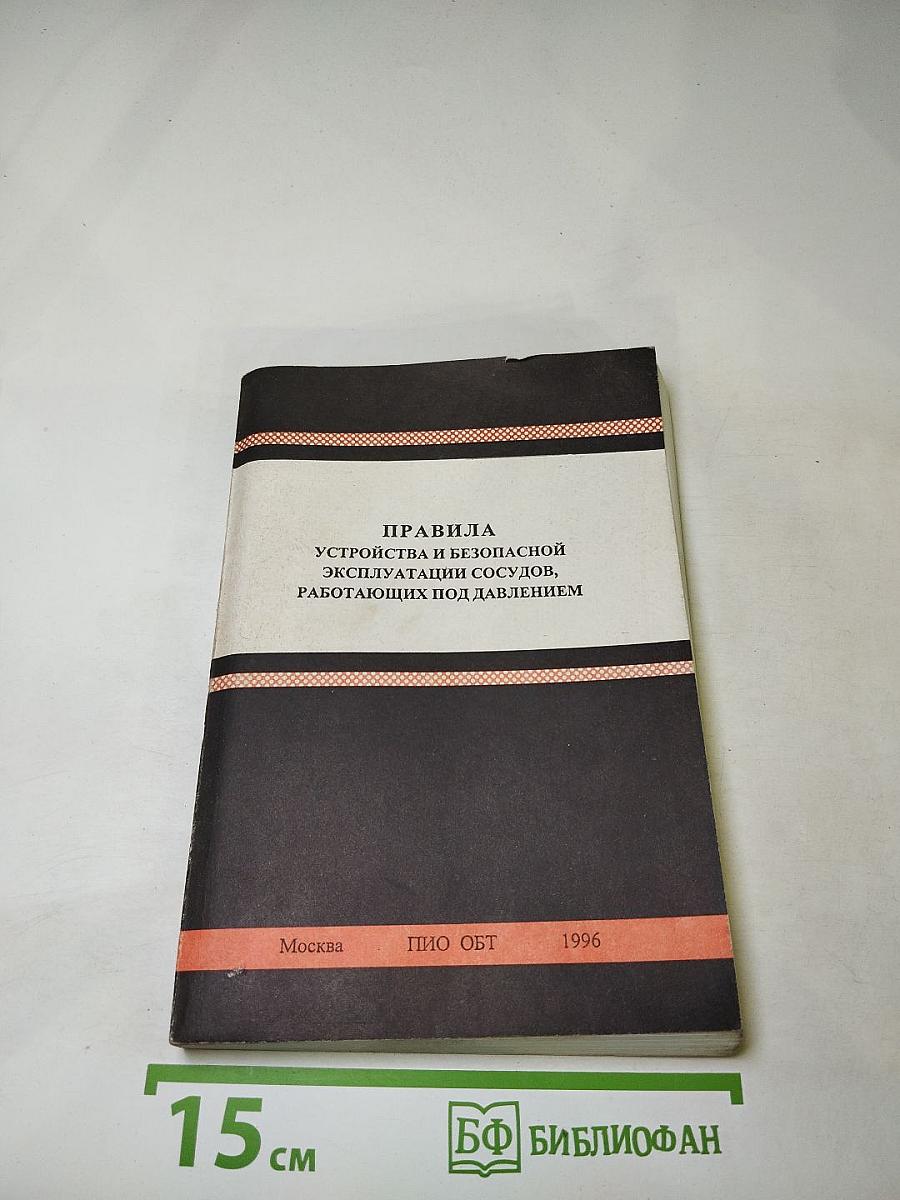 ПРАВИЛА
УСТРОЙСТВА И БЕЗОПАСНОЙ
ЭКСПЛУАТАЦИИ СОСУДОВ,
РАБОТАЮЩИХ ПОД ДАВЛЕНИЕМ
Москва ПИО ОБТ 1996
15 см БФ БИБЛИОФАН